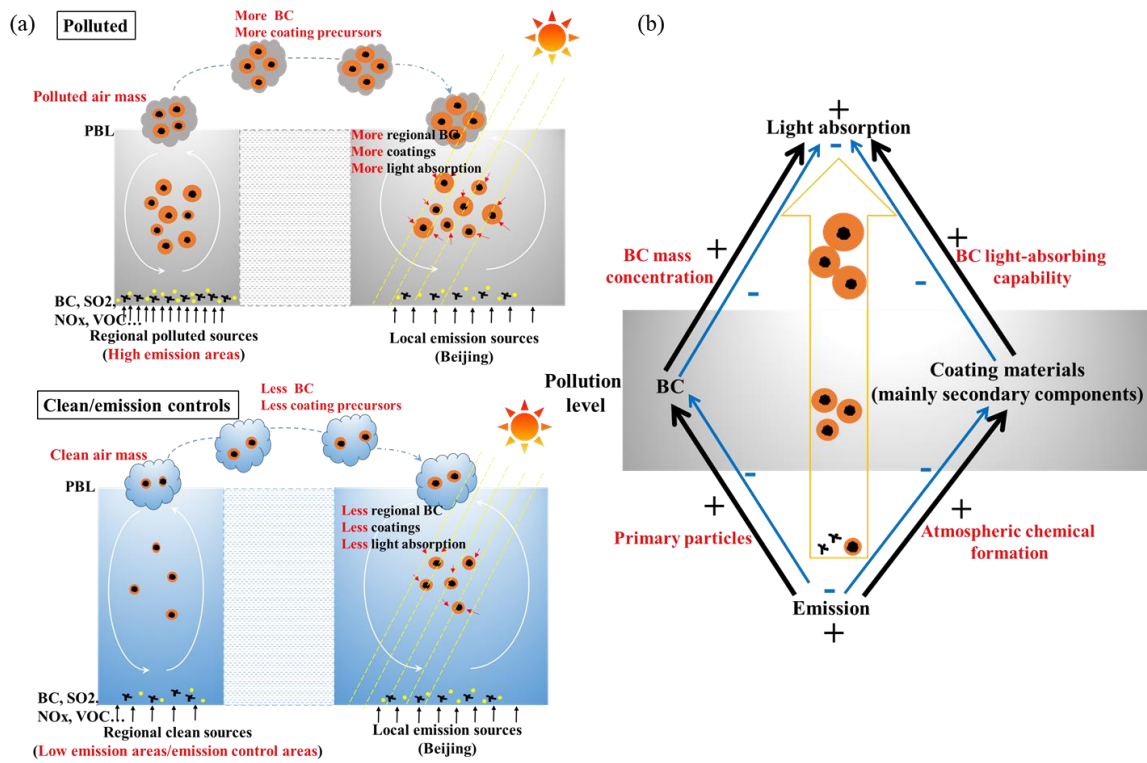 (a)
Polluted
More BC
More coating precursors
Polluted air mass
PBL
More regional BC
More coatings
More light absorption
BC, SO2,
NOx, VOC…
Regional polluted sources
(High emission areas)
Local emission sources
(Beijing)
Clean/emission controls
Less BC
Less coating precursors
Clean air mass
PBL
Less regional BC
Less coatings
Less light absorption
BC, SO2,
NOx, VOC…
Regional clean sources
(Low emission areas/emission control areas)
Local emission sources
(Beijing)
(b)
+
Light absorption
-
-
+
+
BC mass
concentration
BC light-absorbing
capability
-
-
Pollution
level
BC
Coating materials
(mainly secondary components)
-
-
+
+
Primary particles
Atmospheric chemical
formation
-
Emission
+